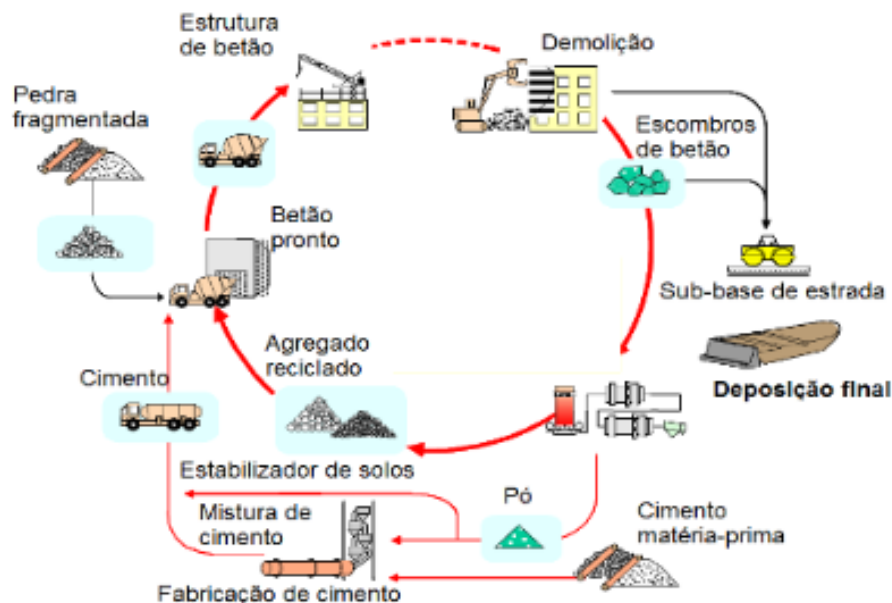 Estrutura
de betão
Demolição
Pedra
fragmentada
Escombros
de betão
Betão
pronto
Sub-base de estrada
Agregado
reciclado
Cimento
Deposição final
Estabilizador de solos
Pó
Mistura de
cimento
Cimento
matéria-prima
Fabricação de cimento